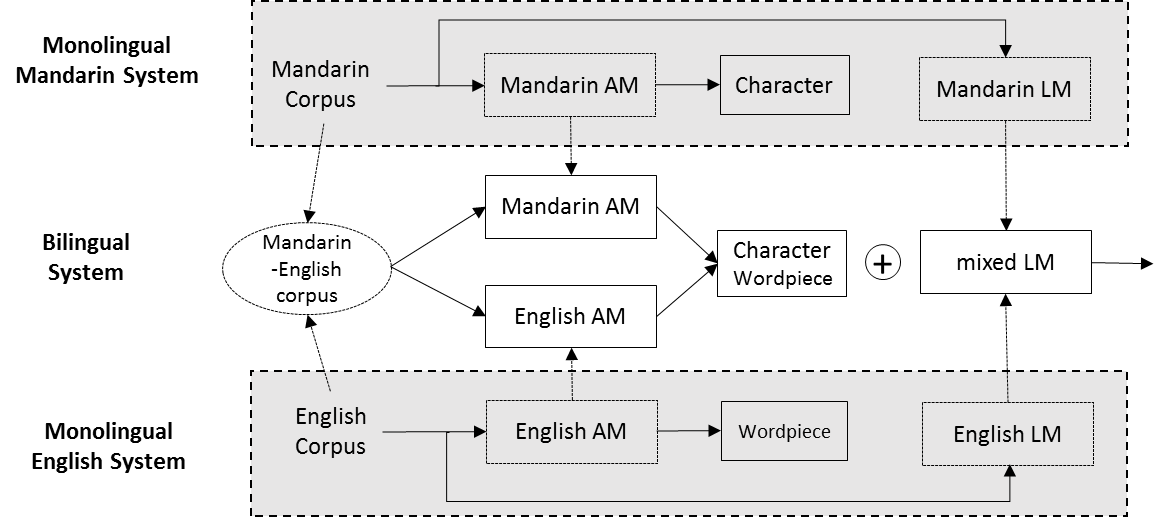 Monolingual
Mandarin System
Mandarin
Corpus
Mandarin AM
Character
Mandarin LM
Bilingual
System
Mandarin
-English
corpus
Mandarin AM
English AM
Character
Wordpiece
+
mixed LM
Monolingual
English System
English
Corpus
English AM
Wordpiece
English LM